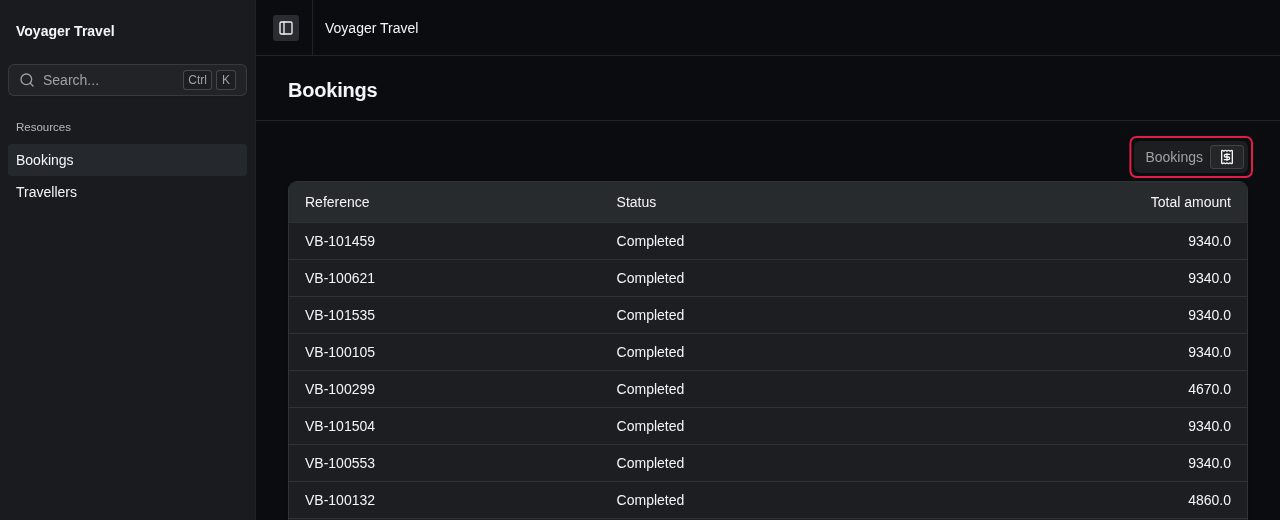 Voyager Travel
Search... Ctrl K
Resources
Bookings
Travellers
Voyager Travel
Bookings
Bookings
Reference Status Total amount
VB-101459 Completed 9340.0
VB-100621 Completed 9340.0
VB-101535 Completed 9340.0
VB-100105 Completed 9340.0
VB-100299 Completed 4670.0
VB-101504 Completed 9340.0
VB-100553 Completed 9340.0
VB-100132 Completed 4860.0